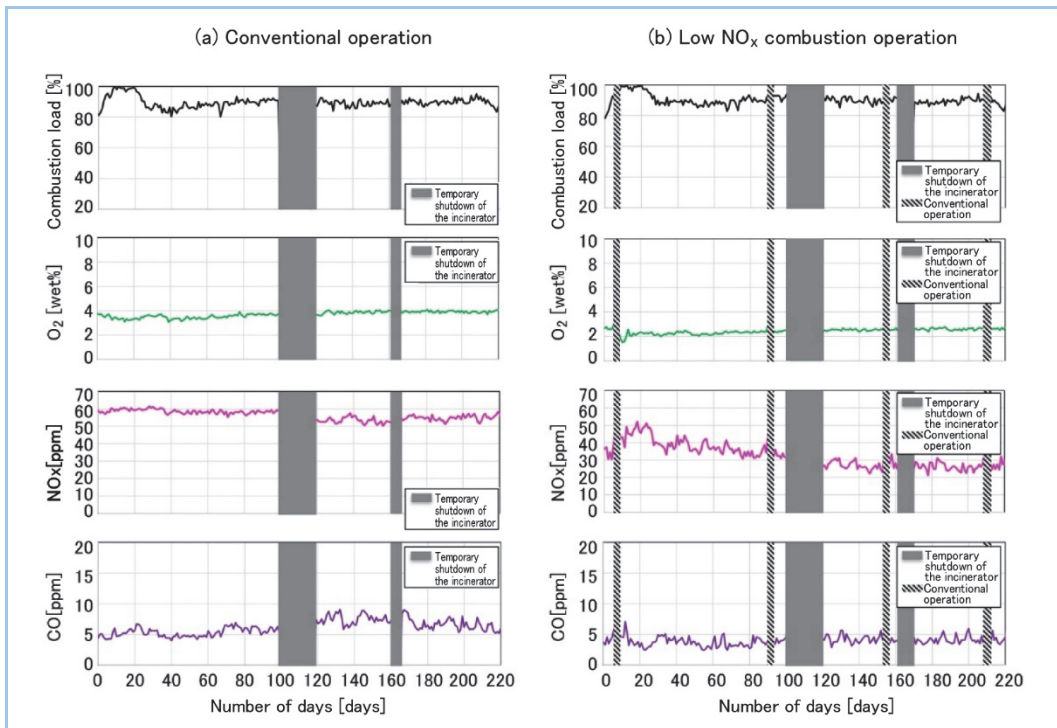 (a) Conventional operation
Combustion load [%]
100
80
60
40
20
Temporary
shutdown of
the incinerator
O₂ [wet%]
10
8
6
4
2
0
Temporary
shutdown of
the incinerator
NOx[ppm]
70
60
50
40
30
20
10
0
Temporary
shutdown of
the incinerator
CO[ppm]
20
15
10
5
0
Temporary
shutdown of
the incinerator
0 20 40 60 80 100 120 140 160 180 200 220
Number of days [days]
(b) Low NOₓ combustion operation
Combustion load [%]
100
80
60
40
20
Temporary
shutdown of
the incinerator
Conventional
operation
O₂ [wet%]
10
8
6
4
2
0
Temporary
shutdown of
the incinerator
Conventional
operation
NOx[ppm]
70
60
50
40
30
20
10
0
Temporary
shutdown of
the incinerator
Conventional
operation
CO[ppm]
20
15
10
5
0
Temporary
shutdown of
the incinerator
Conventional
operation
0 20 40 60 80 100 120 140 160 180 200 220
Number of days [days]